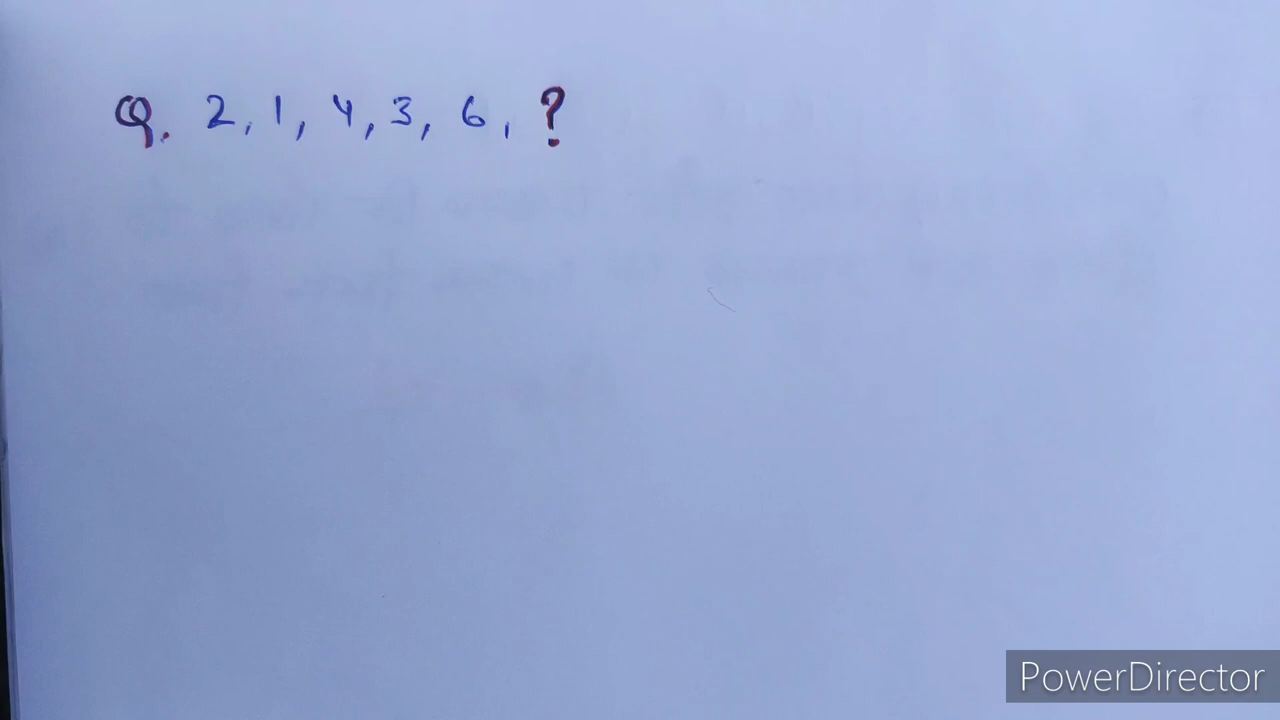 Q. 2, 1, 4, 3, 6, ?
PowerDirector